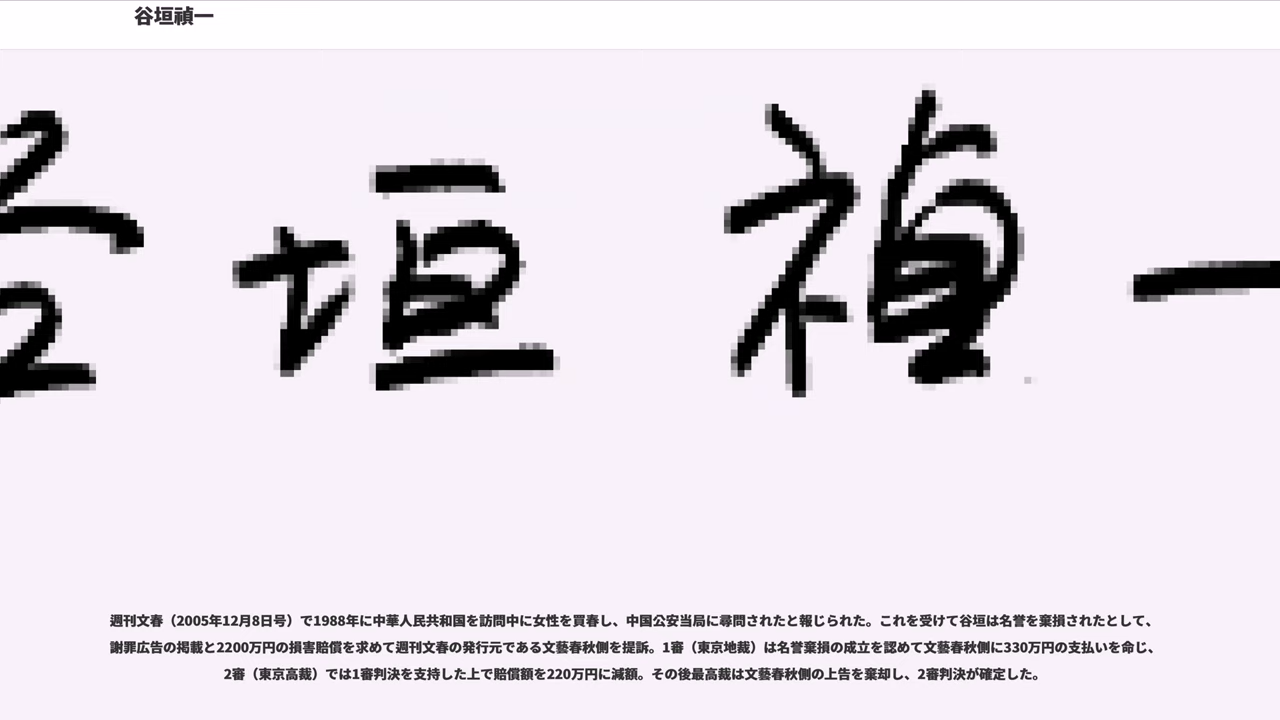 谷垣禎一
谷垣禎一
週刊文春（2005年12月8日号）で1988年に中華人民共和国を訪問中に女性を買春し、中国公安当局に尋問されたと報じられた。これを受けて谷垣は名誉を棄損されたとして、
謝罪広告の掲載と2200万円の損害賠償を求めて週刊文春の発行元である文藝春秋側を提訴。1審（東京地裁）は名誉棄損の成立を認めて文藝春秋側に330万円の支払いを命じ、
2審（東京高裁）では1審判決を支持した上で賠償額を220万円に減額。その後最高裁は文藝春秋側の上告を棄却し、2審判決が確定した。